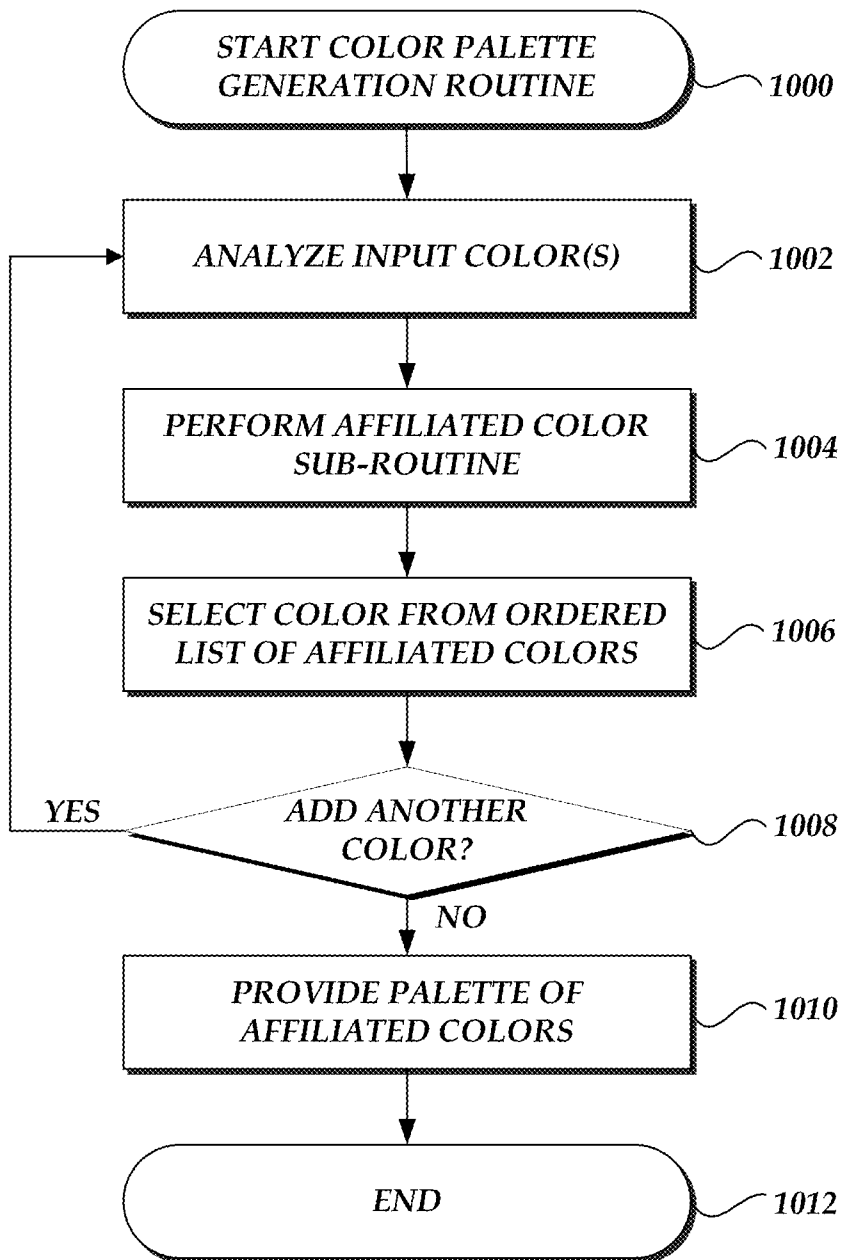 START COLOR PALETTE
GENERATION ROUTINE
1000
ANALYZE INPUT COLOR(S)
1002
PERFORM AFFILIATED COLOR
SUB-ROUTINE
1004
SELECT COLOR FROM ORDERED
LIST OF AFFILIATED COLORS
1006
YES
ADD ANOTHER
COLOR?
1008
NO
PROVIDE PALETTE OF
AFFILIATED COLORS
1010
END
1012